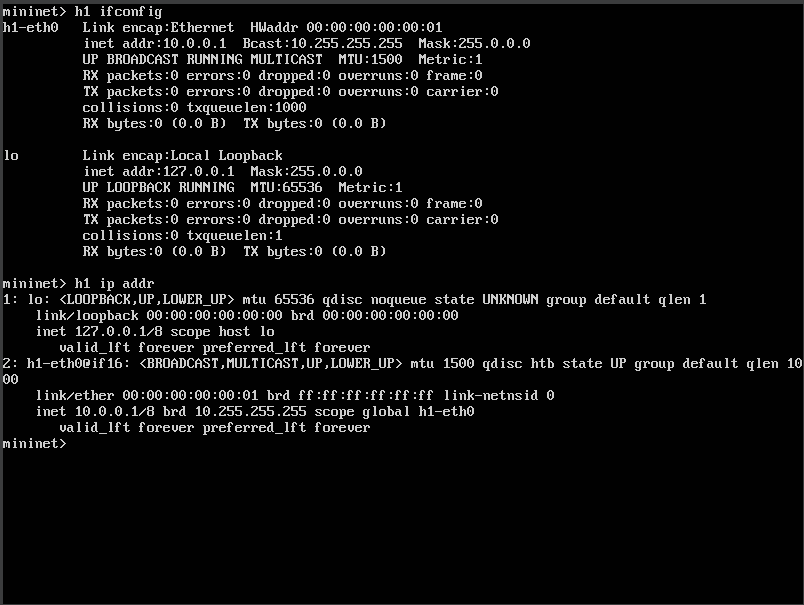 mininet> h1 ifconfig
h1-eth0   Link encap:Ethernet  HWaddr 00:00:00:00:00:01
          inet addr:10.0.0.1  Bcast:10.255.255.255  Mask:255.0.0.0
          UP BROADCAST RUNNING MULTICAST  MTU:1500  Metric:1
          RX packets:0 errors:0 dropped:0 overruns:0 frame:0
          TX packets:0 errors:0 dropped:0 overruns:0 carrier:0
          collisions:0 txqueuelen:1000
          RX bytes:0 (0.0 B)  TX bytes:0 (0.0 B)

lo        Link encap:Local Loopback
          inet addr:127.0.0.1  Mask:255.0.0.0
          UP LOOPBACK RUNNING  MTU:65536  Metric:1
          RX packets:0 errors:0 dropped:0 overruns:0 frame:0
          TX packets:0 errors:0 dropped:0 overruns:0 carrier:0
          collisions:0 txqueuelen:1
          RX bytes:0 (0.0 B)  TX bytes:0 (0.0 B)

mininet> h1 ip addr
1: lo: <LOOPBACK,UP,LOWER_UP> mtu 65536 qdisc noqueue state UNKNOWN group default qlen 1
    link/loopback 00:00:00:00:00:00 brd 00:00:00:00:00:00
    inet 127.0.0.1/8 scope host lo
       valid_lft forever preferred_lft forever
2: h1-eth0@if16: <BROADCAST,MULTICAST,UP,LOWER_UP> mtu 1500 qdisc htb state UP group default qlen 10
00
    link/ether 00:00:00:00:00:01 brd ff:ff:ff:ff:ff:ff link-netnsid 0
    inet 10.0.0.1/8 brd 10.255.255.255 scope global h1-eth0
       valid_lft forever preferred_lft forever
mininet>